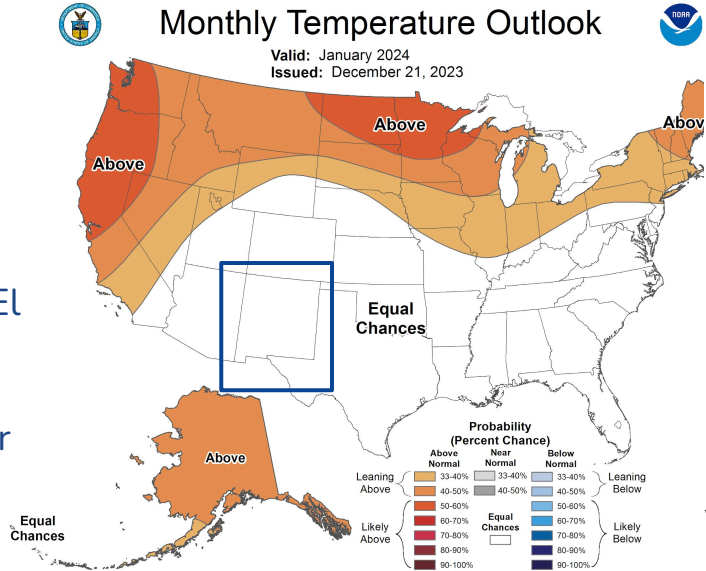 Monthly Temperature Outlook
NOAA
Valid: January 2024
Issued: December 21, 2023
Above
Above
Abov
El
Equal
Chances
r
Above
Equal
Chances
Probability
(Percent Chance)
Above
Normal
Near
Normal
Below
Normal
Leaning
Above
33-40%
40-50%
33-40%
40-50%
33-40%
40-50%
Leaning
Below
Likely
Above
50-60%
60-70%
70-80%
80-90%
90-100%
Equal
Chances
50-60%
60-70%
70-80%
80-90%
90-100%
Likely
Below